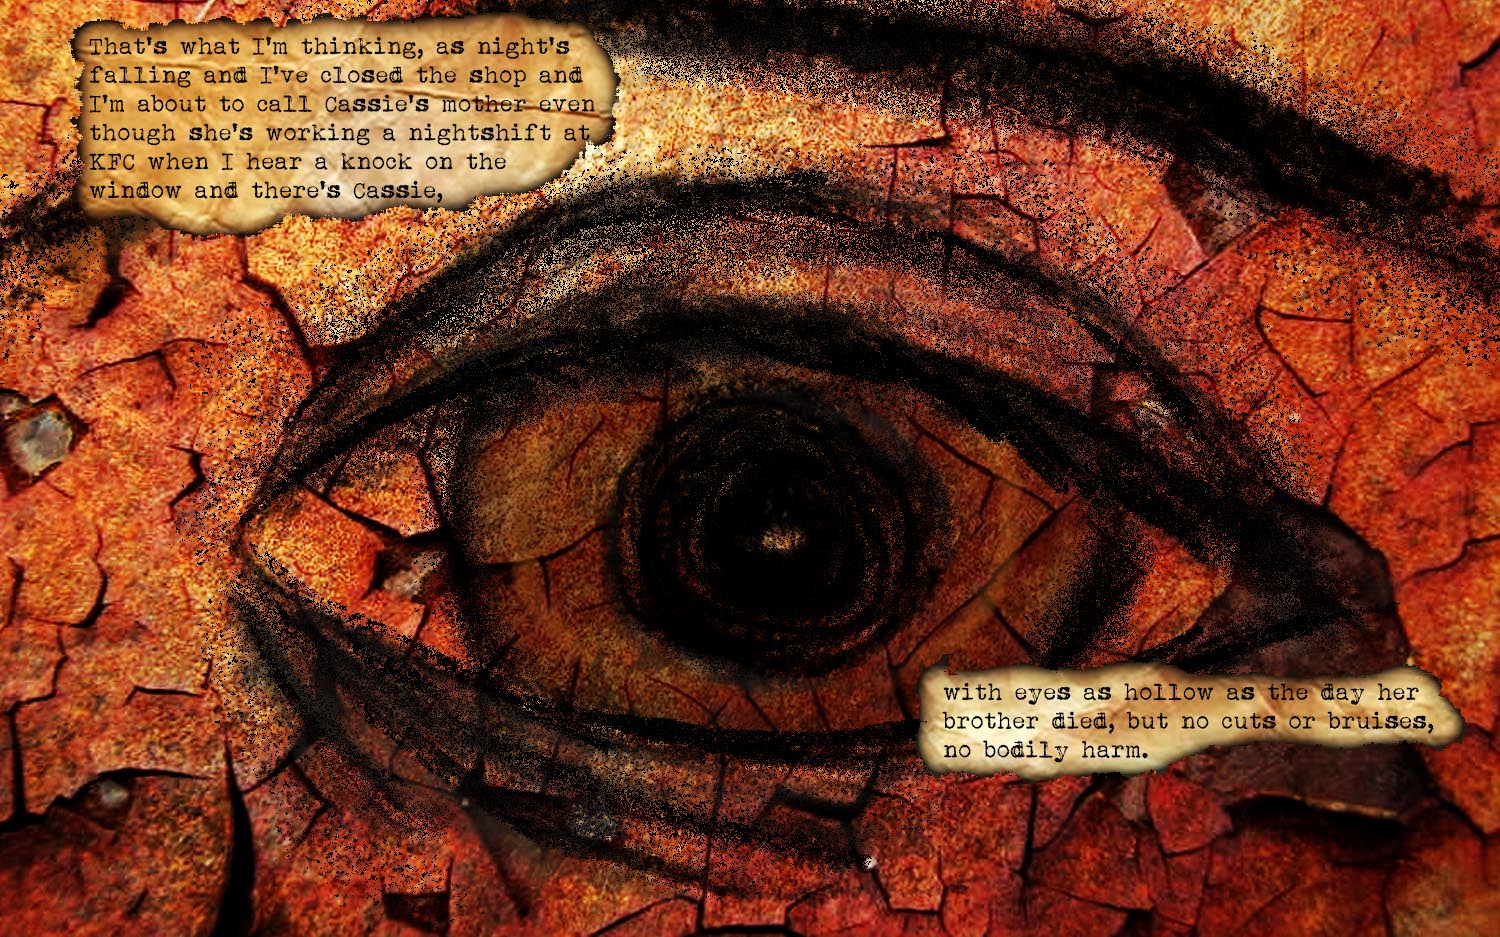 That's what I'm thinking, as night's
falling and I've closed the shop and
I'm about to call Cassie's mother even
though she's working a nightshift at
KFC when I hear a knock on the
window and there's Cassie,
with eyes as hollow as the day her
brother died, but no cuts or bruises,
no bodily harm.